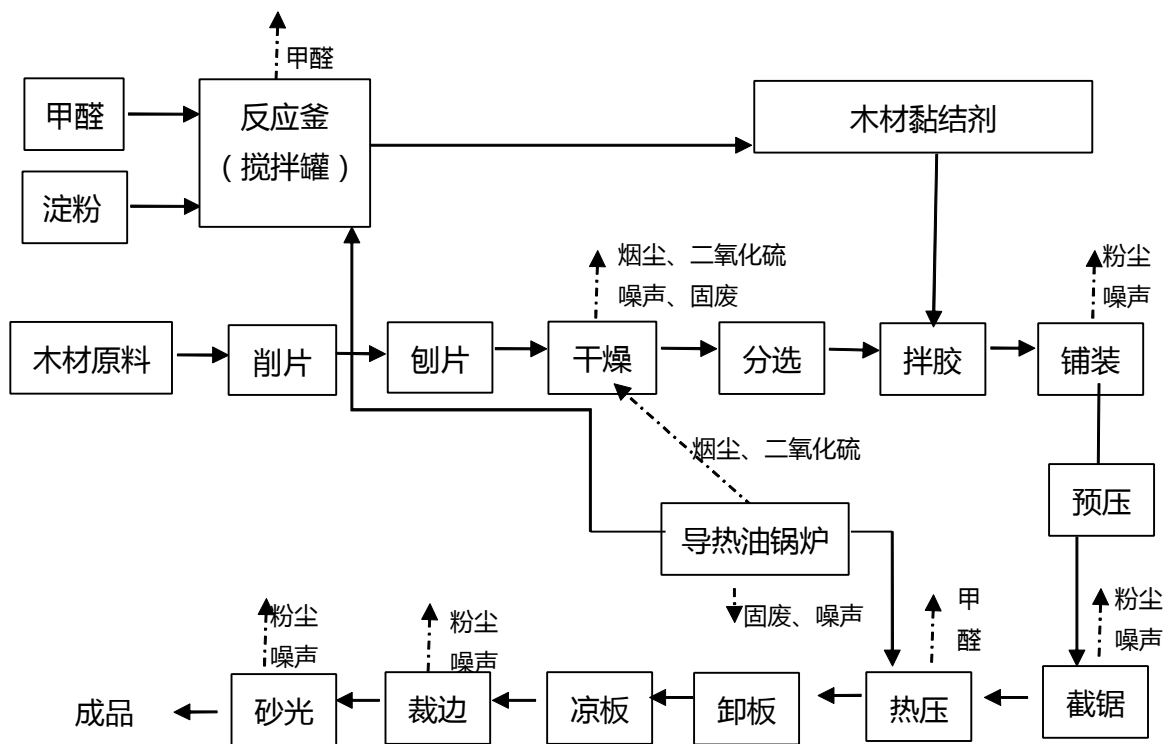 甲醛
甲醛
反应釜
（搅拌罐）
木材黏结剂
淀粉
烟尘、二氧化硫
噪声、固废
粉尘
噪声
木材原料
削片
刨片
干燥
分选
拌胶
铺装
烟尘、二氧化硫
预压
导热油锅炉
固废、噪声
粉尘
噪声
粉尘
噪声
甲
醛
粉尘
噪声
成品
砂光
裁边
凉板
卸板
热压
截锯